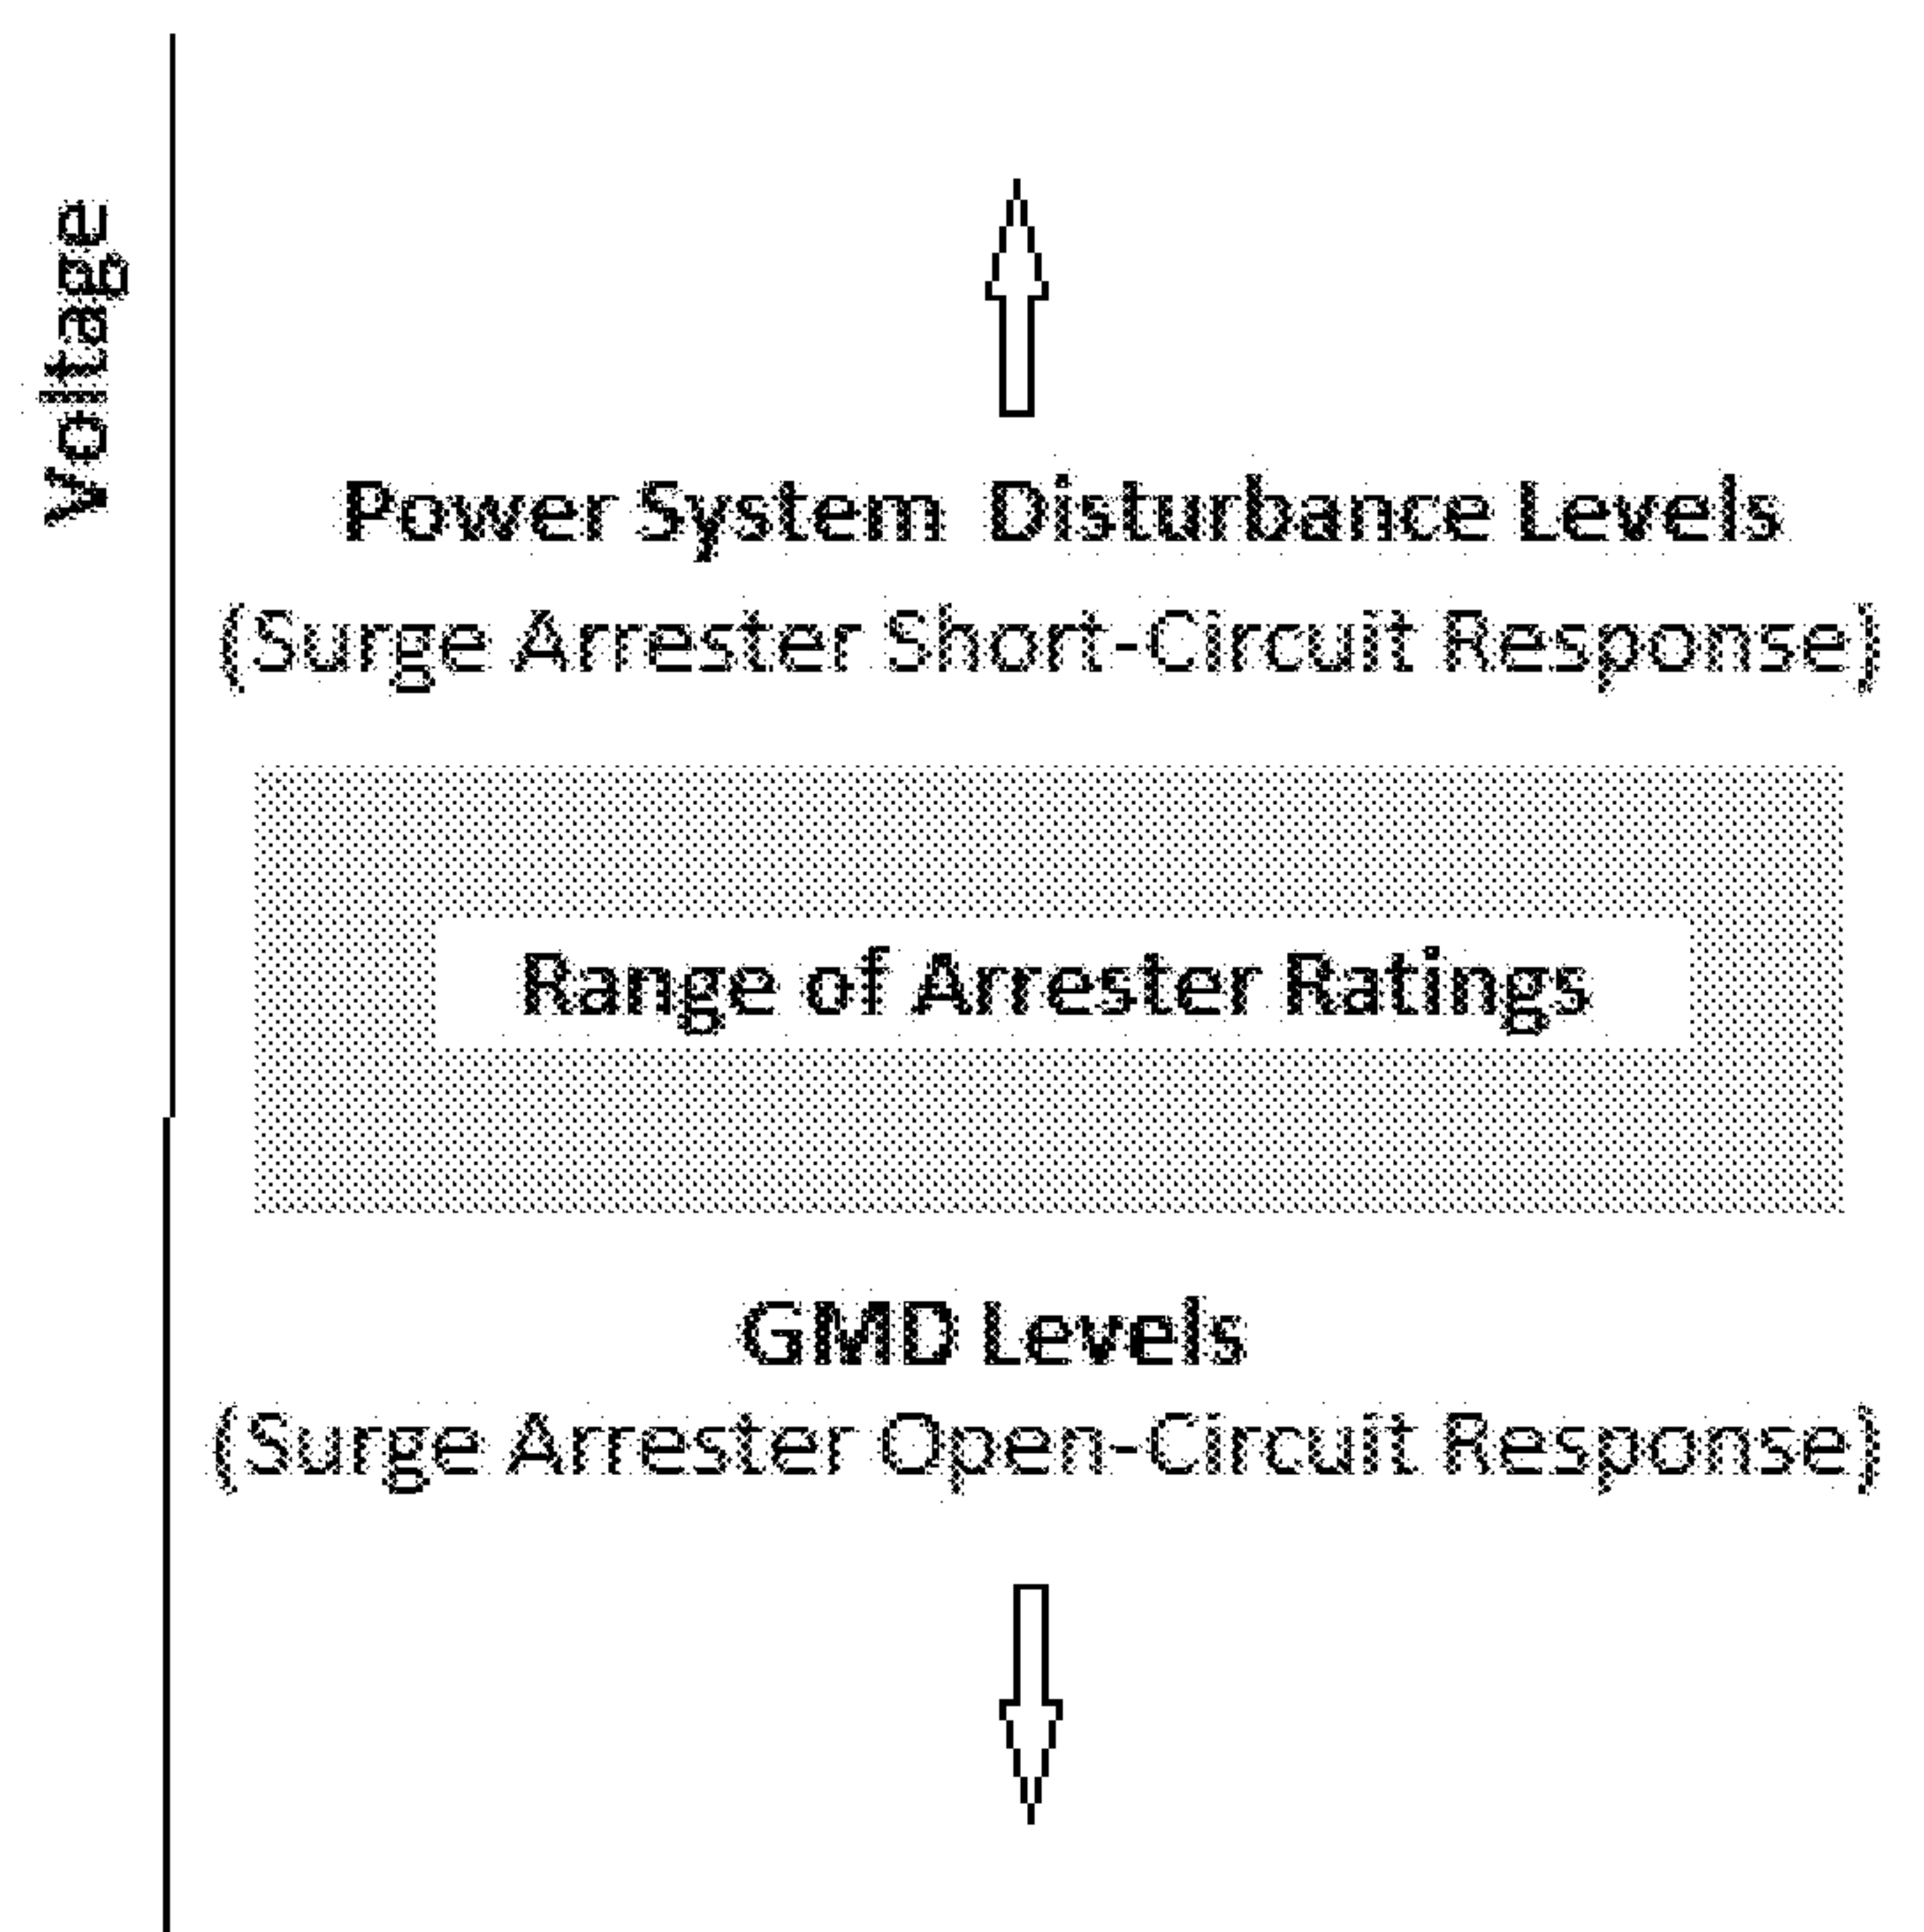 Voltage
Power System Disturbance Levels
(Surge Arrester Short-Circuit Response)
Range of Arrester Ratings
GMD Levels
(Surge Arrester Open-Circuit Response)